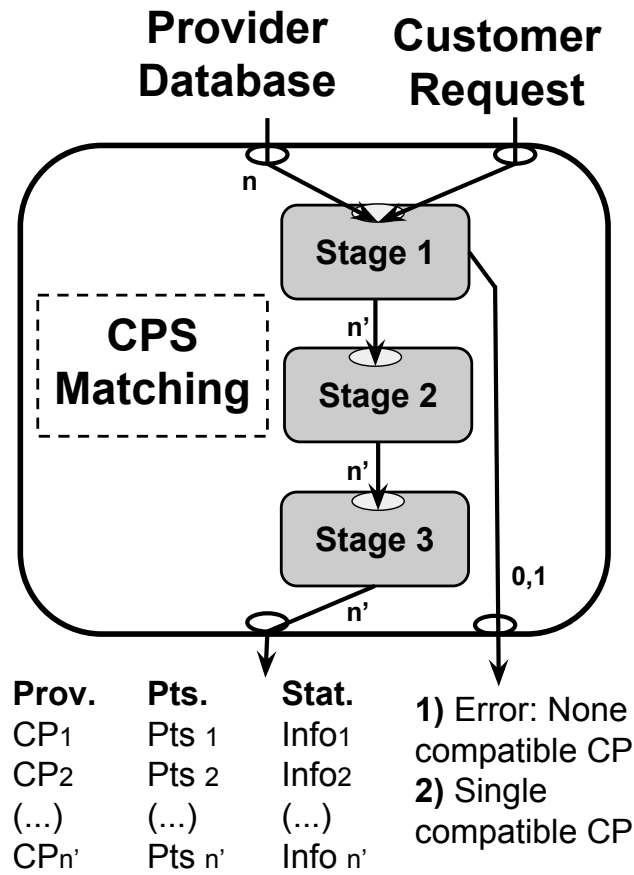 Provider
Database
Customer
Request
n
Stage 1
n’
CPS
Matching
Stage 2
n’
Stage 3
0,1
n’
Prov. Pts. Stat.
CP1 Pts 1 Info1
CP2 Pts 2 Info2
(...) (...) (...)
CPn’ Pts n’ Info n’
1) Error: None
compatible CP
2) Single
compatible CP